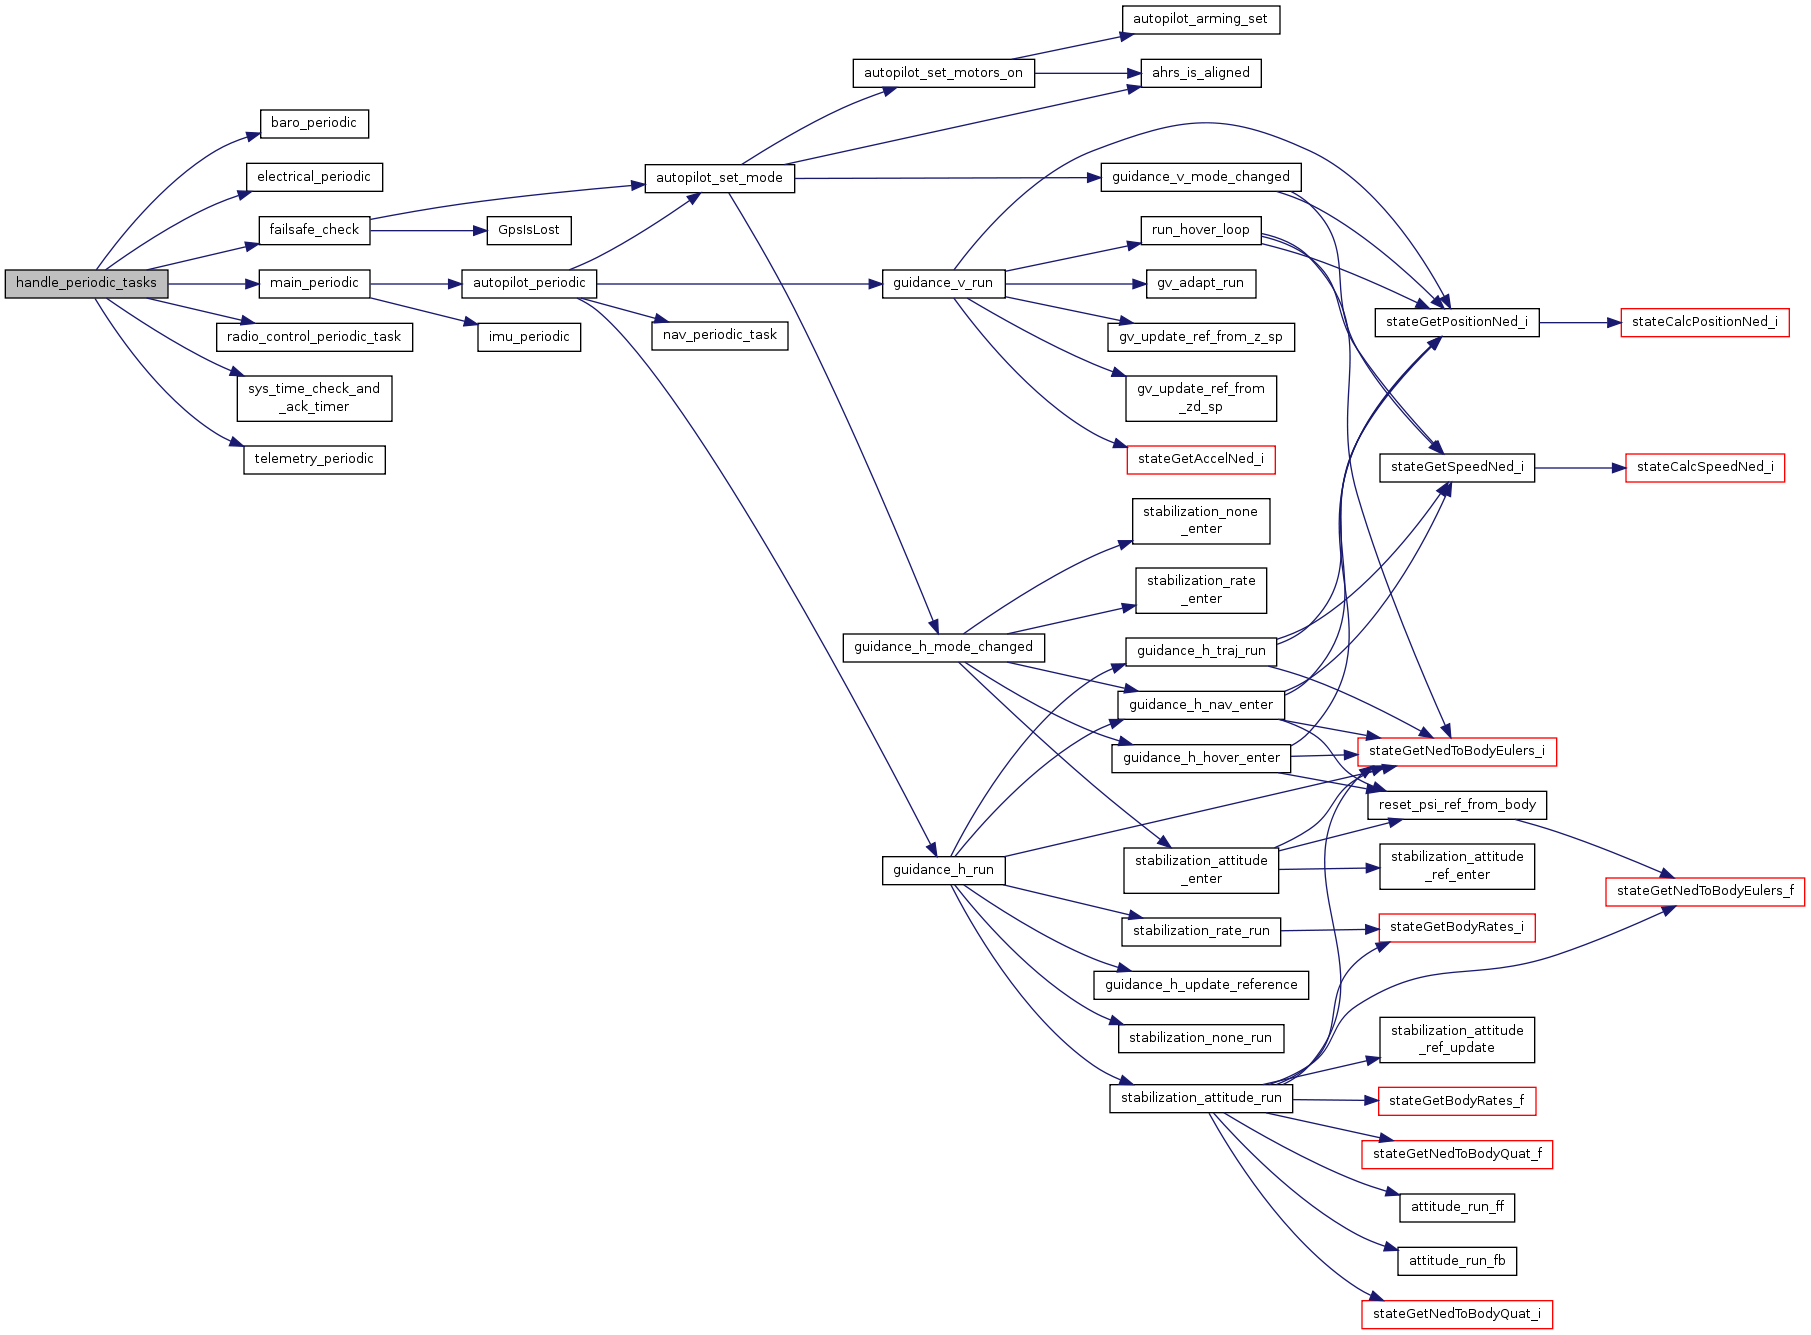 handle_periodic_tasks
baro_periodic
electrical_periodic
failsafe_check
main_periodic
radio_control_periodic_task
sys_time_check_and
_ack_timer
telemetry_periodic
GpsIsLost
autopilot_periodic
imu_periodic
autopilot_set_mode
nav_periodic_task
autopilot_set_motors_on
guidance_v_run
guidance_h_mode_changed
guidance_h_run
autopilot_arming_set
ahrs_is_aligned
guidance_v_mode_changed
run_hover_loop
gv_adapt_run
gv_update_ref_from_z_sp
gv_update_ref_from
_zd_sp
stateGetAccelNed_i
stabilization_none
_enter
stabilization_rate
_enter
guidance_h_traj_run
guidance_h_nav_enter
guidance_h_hover_enter
stabilization_attitude
_enter
stabilization_rate_run
guidance_h_update_reference
stabilization_none_run
stabilization_attitude_run
stateGetPositionNed_i
stateGetSpeedNed_i
stateGetNedToBodyEulers_i
reset_psi_ref_from_body
stabilization_attitude
_ref_enter
stateGetBodyRates_i
stabilization_attitude
_ref_update
stateGetBodyRates_f
stateGetNedToBodyQuat_f
attitude_run_ff
attitude_run_fb
stateGetNedToBodyQuat_i
stateCalcPositionNed_i
stateCalcSpeedNed_i
stateGetNedToBodyEulers_f